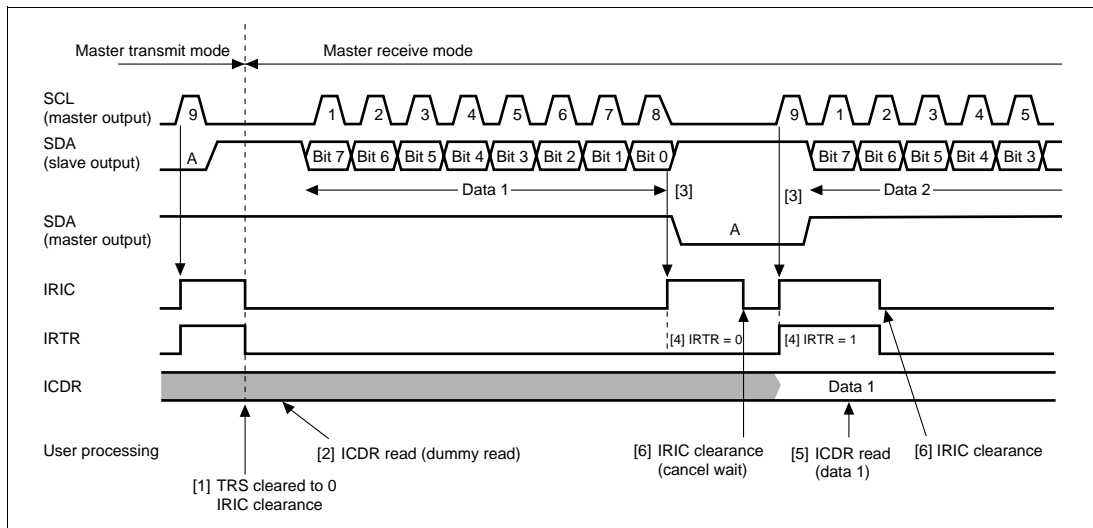 Master transmit mode
Master receive mode
SCL
(master output)
9 1 2 3 4 5 6 7 8 9 1 2 3 4 5
SDA
(slave output)
A Bit 7 Bit 6 Bit 5 Bit 4 Bit 3 Bit 2 Bit 1 Bit 0 Bit 7 Bit 6 Bit 5 Bit 4 Bit 3
Data 1 [3] [3] Data 2
SDA
(master output)
A
IRIC
IRTR
[4] IRTR = 0
[4] IRTR = 1
ICDR
Data 1
User processing
[2] ICDR read (dummy read)
[6] IRIC clearance
(cancel wait)
[5] ICDR read
(data 1)
[6] IRIC clearance
[1] TRS cleared to 0
IRIC clearance